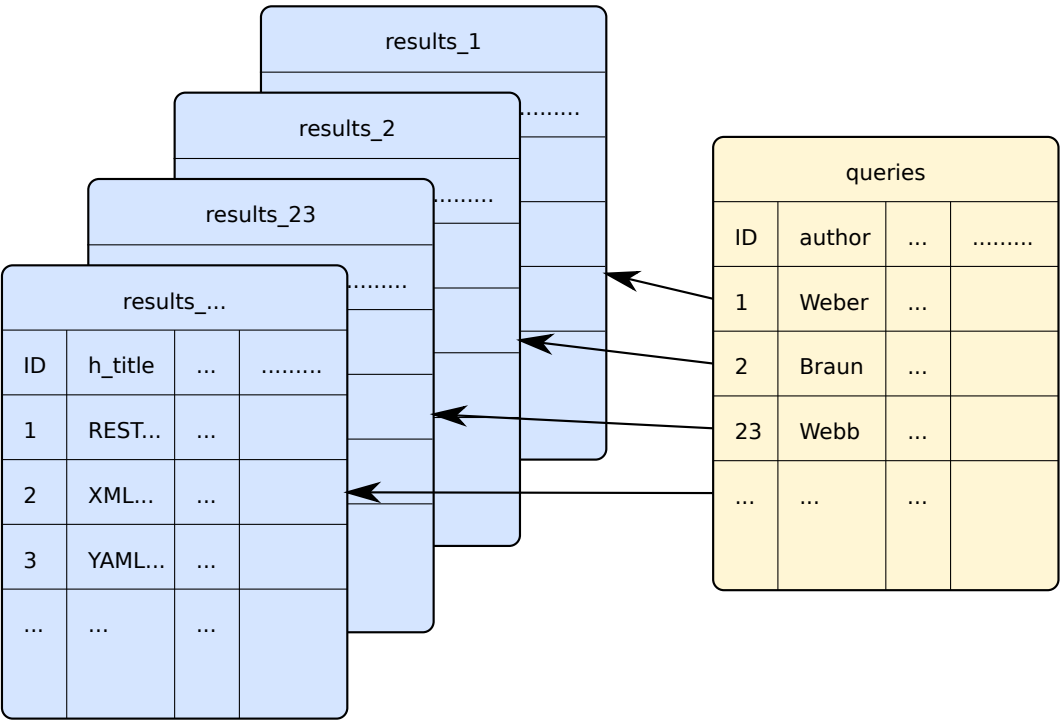 results_1
.........
results_2
.........
results_23
.........
results_...
ID h_title ... .........
1 REST... ...
2 XML... ...
3 YAML... ...
... ... ...
queries
ID author ... .........
1 Weber ...
2 Braun ...
23 Webb ...
... ... ...